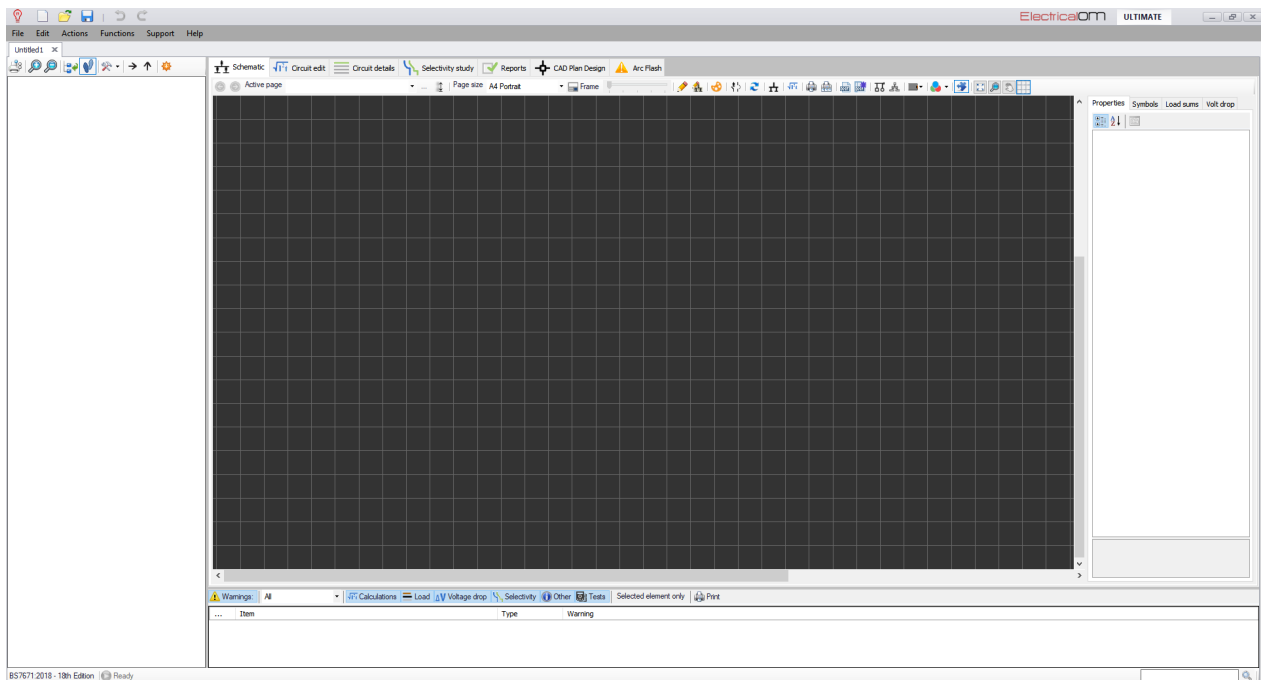 ElectricalOM ULTIMATE
File Edit Actions Functions Support Help
Untitled1
Schematic Circuit edit Circuit details Selectivity study Reports CAD Plan Design Arc Flash
Active page ... Page size A4 Portrait Frame
Properties Symbols Load sums Volt drop
Warnings: All Calculations Load ΔV Voltage drop Selectivity Other Tests Selected element only Print
... Item Type Warning
BS7671:2018 - 18th Edition Ready